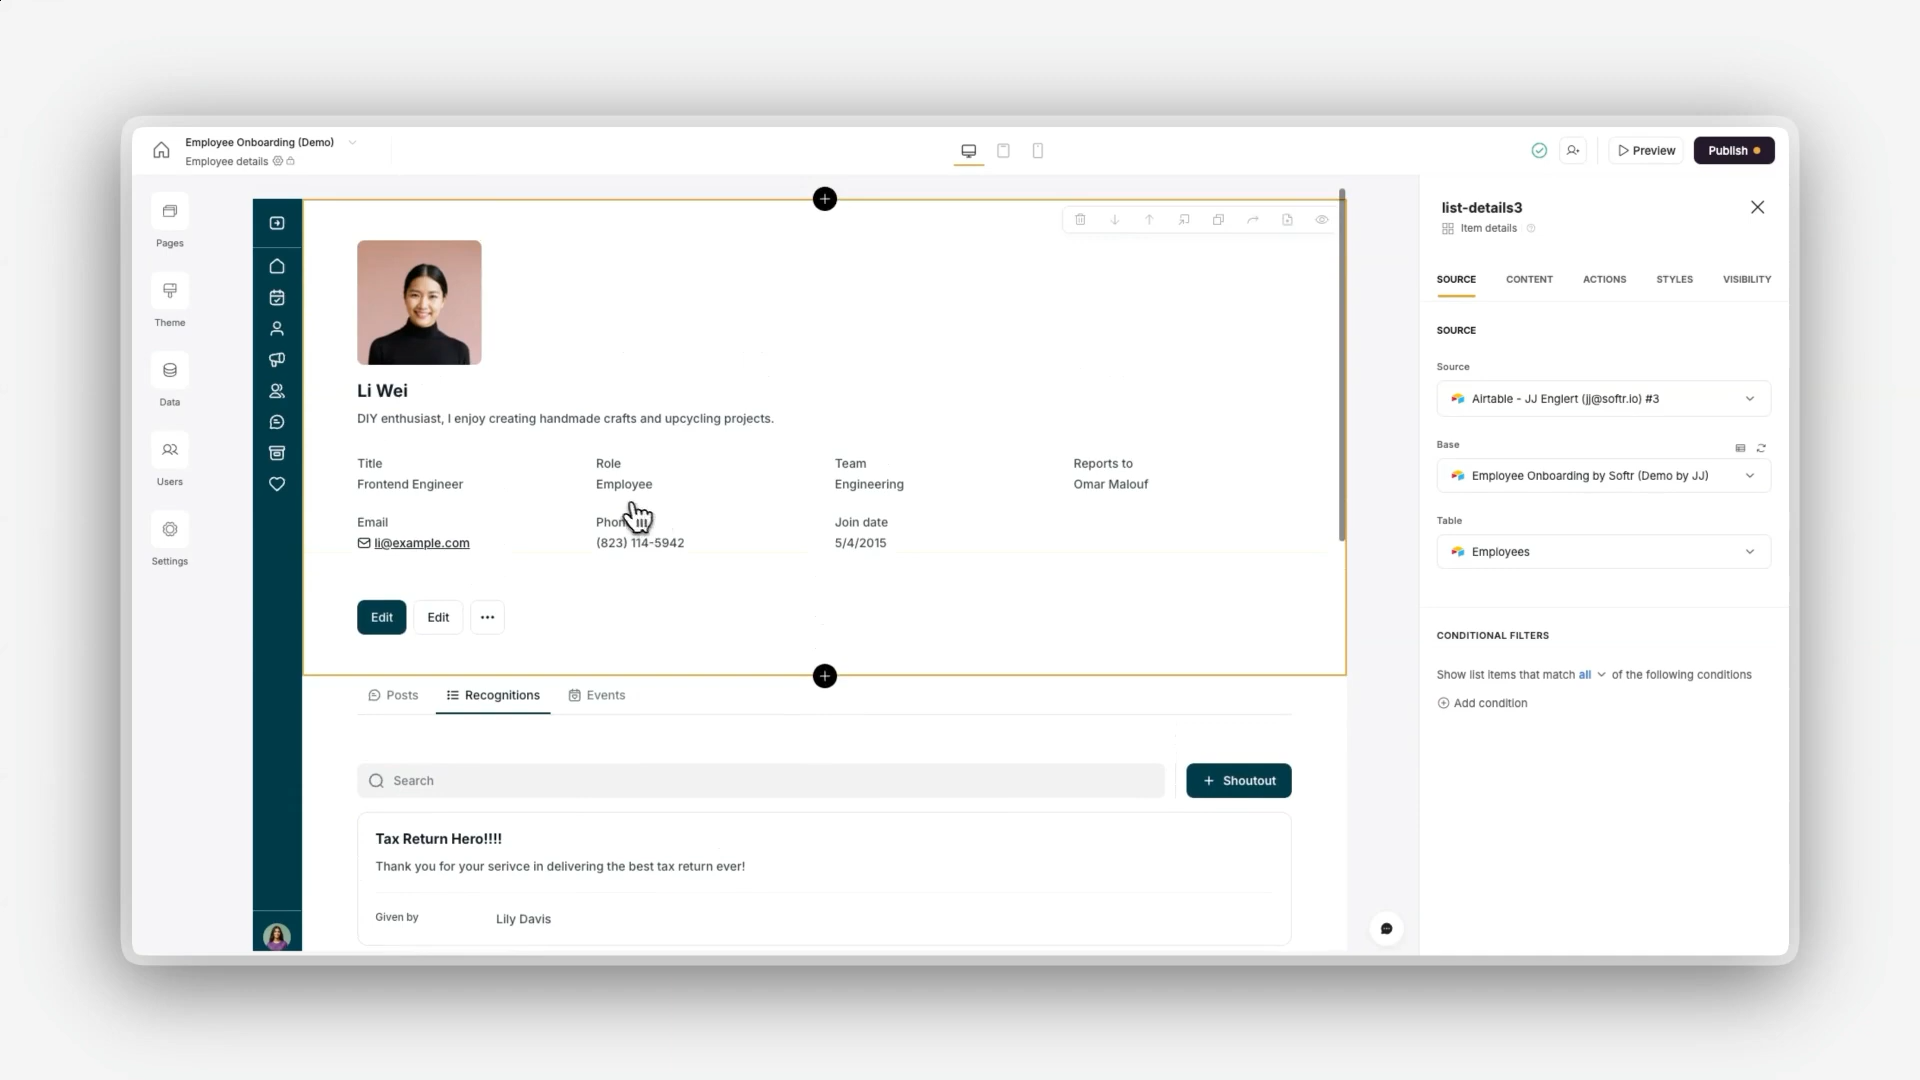 Employee Onboarding (Demo)
Employee details
Preview
Publish
Pages
Theme
Data
Users
Settings
Li Wei
DIY enthusiast, I enjoy creating handmade crafts and upcycling projects.
Title
Role
Team
Reports to
Frontend Engineer
Employee
Engineering
Omar Malouf
Email
Phon
Join date
li@example.com
(823) 114-5942
5/4/2015
Edit
Edit
Posts
Recognitions
Events
Search
+ Shoutout
Tax Return Hero!!!!
Thank you for your serivce in delivering the best tax return ever!
Given by
Lily Davis
list-details3
Item details
SOURCE
CONTENT
ACTIONS
STYLES
VISIBILITY
SOURCE
Source
Airtable - JJ Englert (jj@softr.io) #3
Base
Employee Onboarding by Softr (Demo by JJ)
Table
Employees
CONDITIONAL FILTERS
Show list items that match all of the following conditions
Add condition